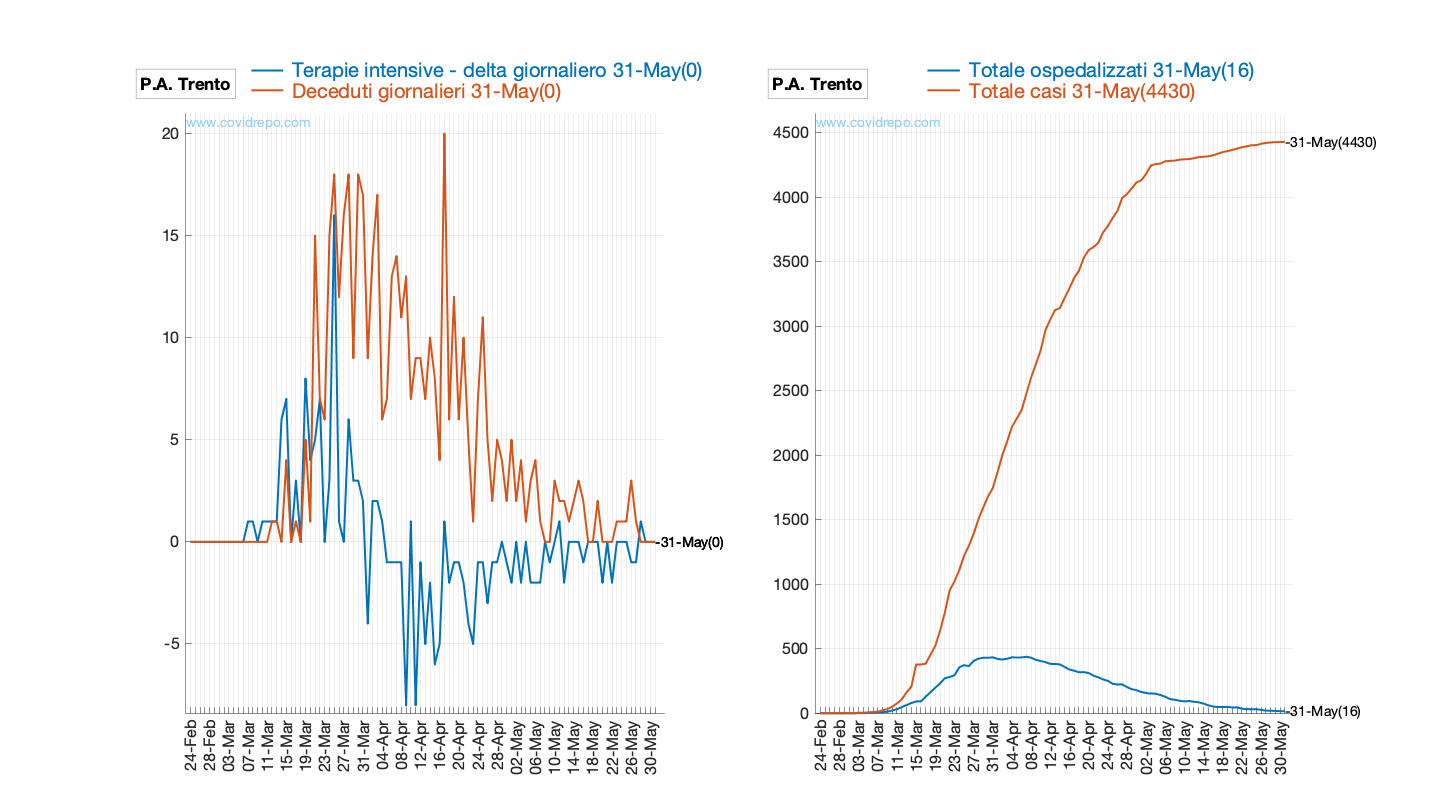 P.A. Trento
Terapie intensive - delta giornaliero 31-May(0)
Deceduti giornalieri 31-May(0)
www.covidrepo.com
20
15
10
5
0
-5
-31-May(0)
24-Feb
28-Feb
03-Mar
07-Mar
11-Mar
15-Mar
19-Mar
23-Mar
27-Mar
31-Mar
04-Apr
08-Apr
12-Apr
16-Apr
20-Apr
24-Apr
28-Apr
02-May
06-May
10-May
14-May
18-May
22-May
26-May
30-May
P.A. Trento
Totale ospedalizzati 31-May(16)
Totale casi 31-May(4430)
www.covidrepo.com
4500
4000
3500
3000
2500
2000
1500
1000
500
0
-31-May(4430)
-31-May(16)
24-Feb
28-Feb
03-Mar
07-Mar
11-Mar
15-Mar
19-Mar
23-Mar
27-Mar
31-Mar
04-Apr
08-Apr
12-Apr
16-Apr
20-Apr
24-Apr
28-Apr
02-May
06-May
10-May
14-May
18-May
22-May
26-May
30-May